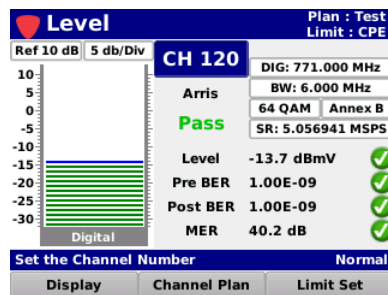 Level
Plan : Test
Limit : CPE
Ref 10 dB
5 db/Div
CH 120
DIG: 771.000 MHz
Arris
BW: 6.000 MHz
64 QAM
Annex B
Pass
SR: 5.056941 MSPS
10
5
0
-5
-10
-15
-20
-25
-30
Digital
Level -13.7 dBmV
Pre BER 1.00E-09
Post BER 1.00E-09
MER 40.2 dB
Set the Channel Number
Normal
Display
Channel Plan
Limit Set